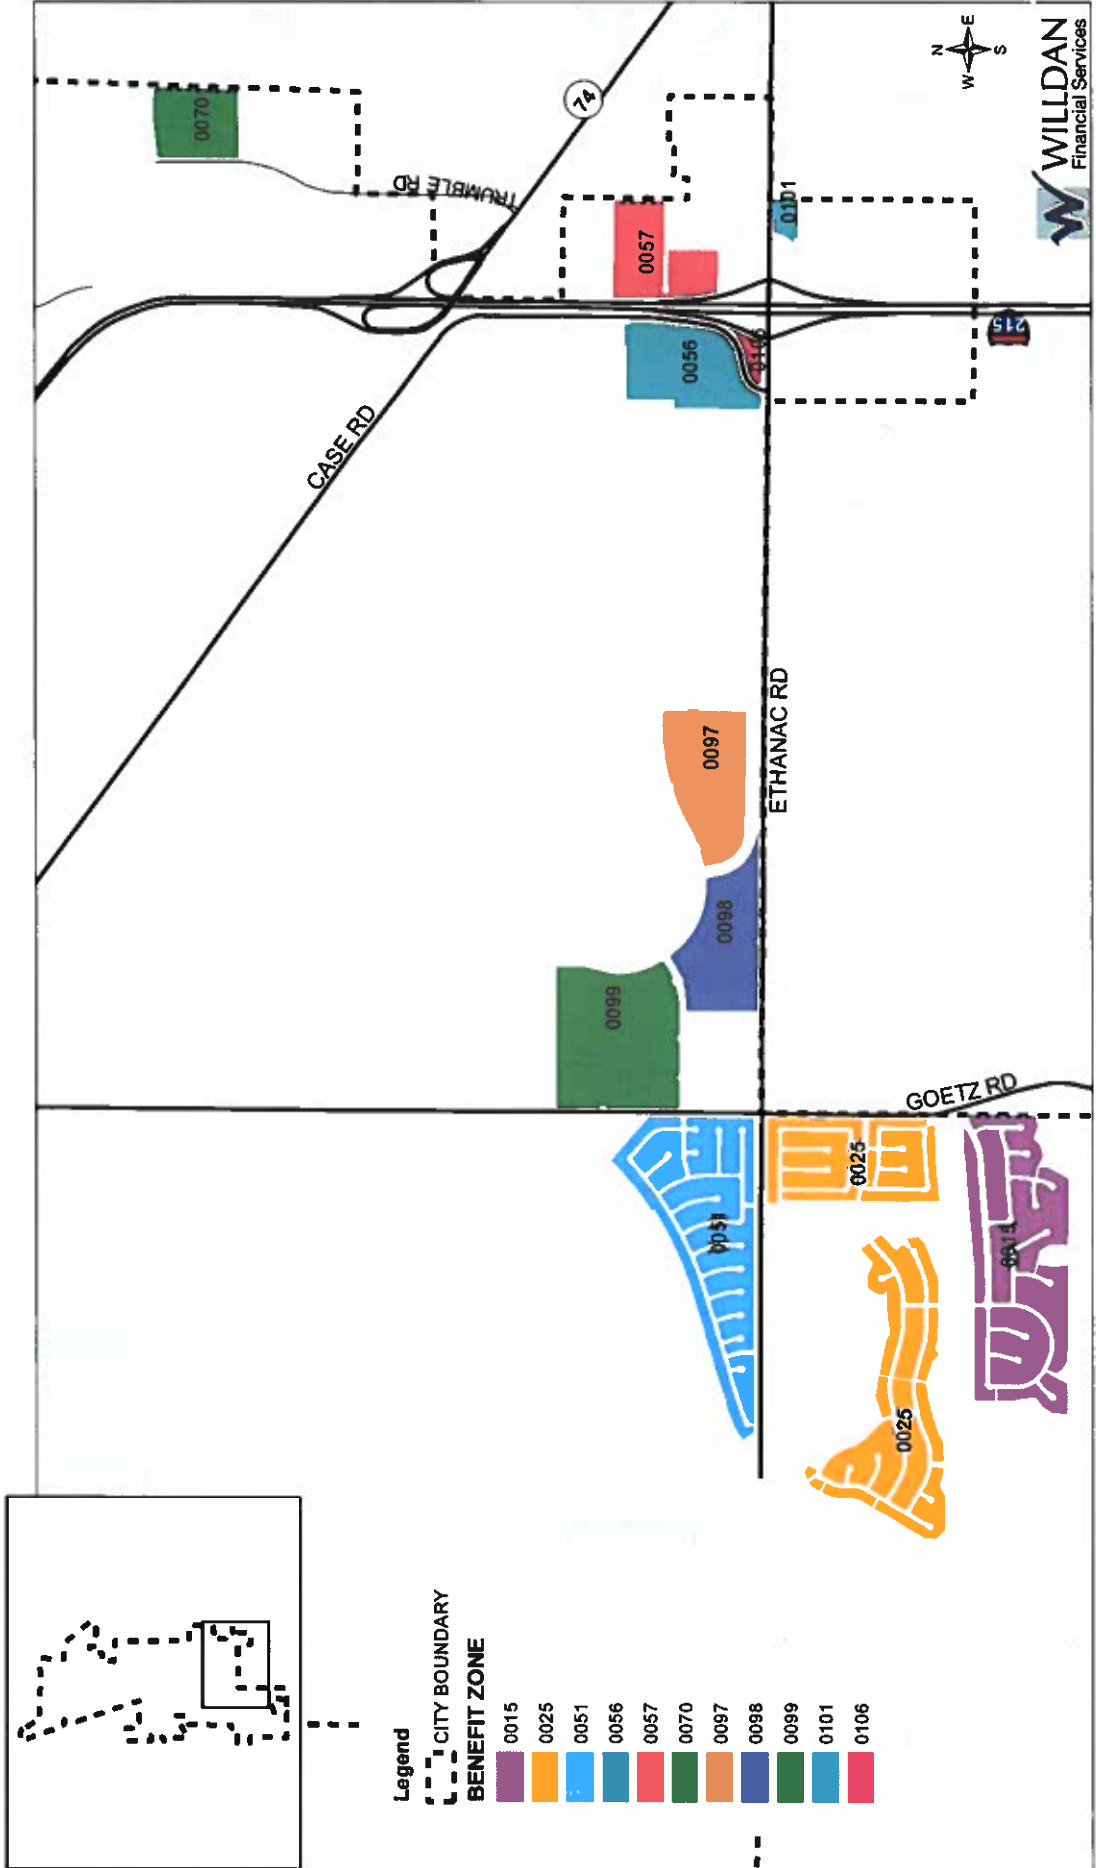 0070
TRUMBLE RD
74
CASE RD
0057
0101
0056
0106
215
0097
ETHANAC RD
0098
0099
GOETZ RD
0051
0025
0015
0025
N
W
E
S
WILLDAN
Financial Services
Legend
CITY BOUNDARY
BENEFIT ZONE
0015
0025
0051
0056
0057
0070
0097
0098
0099
0101
0106